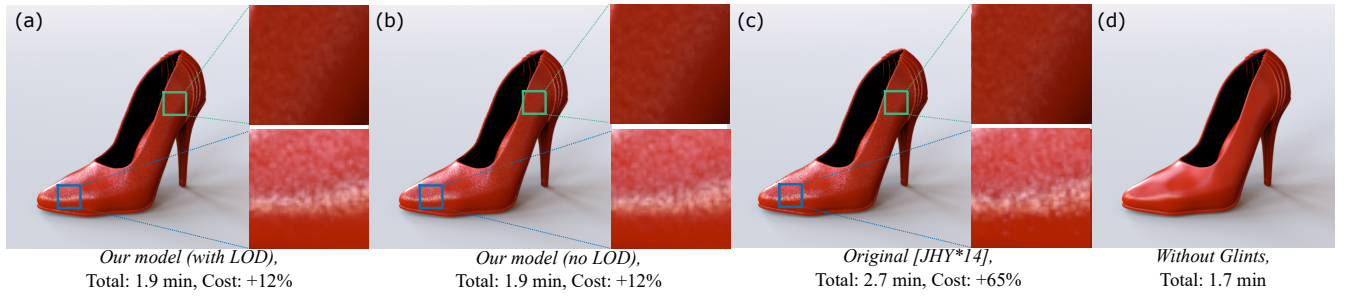 (a)
(b)
(c)
(d)
Our model (with LOD),
Total: 1.9 min, Cost: +12%
Our model (no LOD),
Total: 1.9 min, Cost: +12%
Original [JHY*14],
Total: 2.7 min, Cost: +65%
Without Glints,
Total: 1.7 min